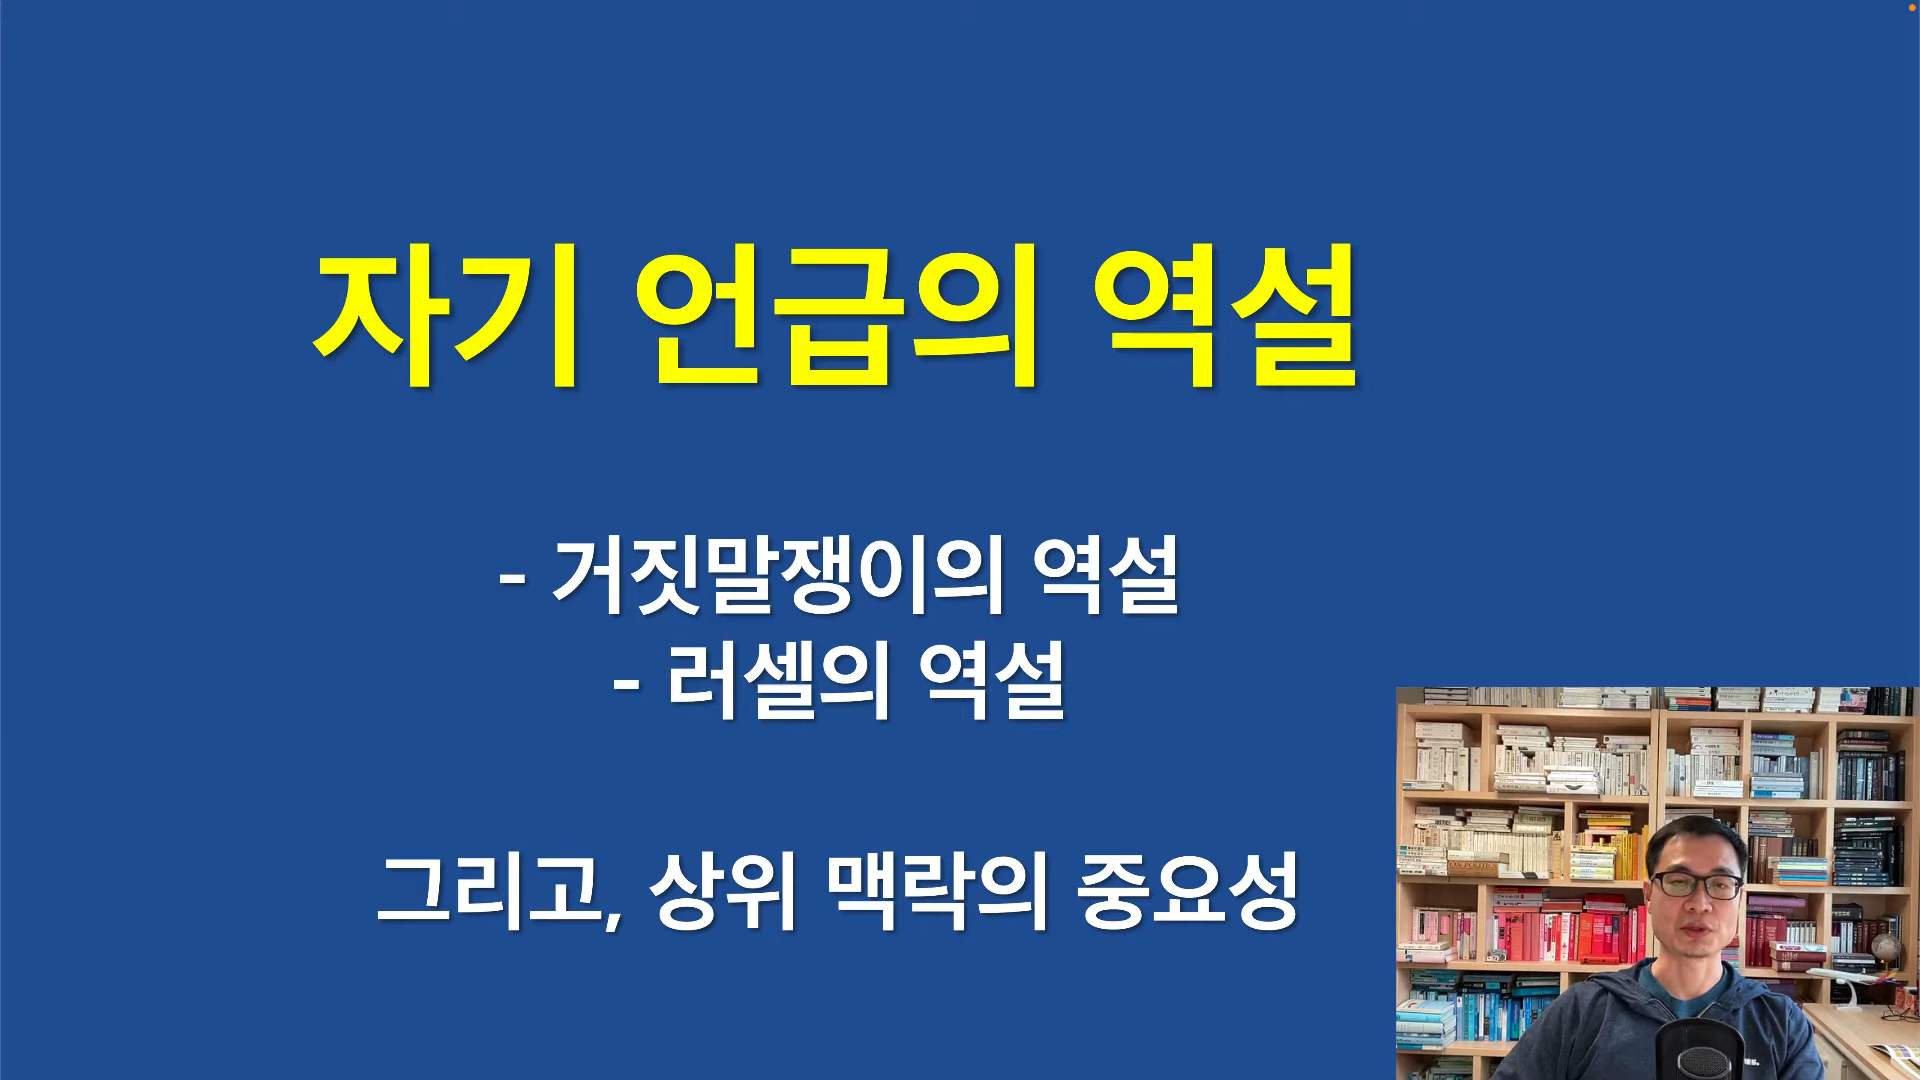 자기 언급의 역설
- 거짓말쟁이의 역설
- 러셀의 역설
그리고, 상위 맥락의 중요성